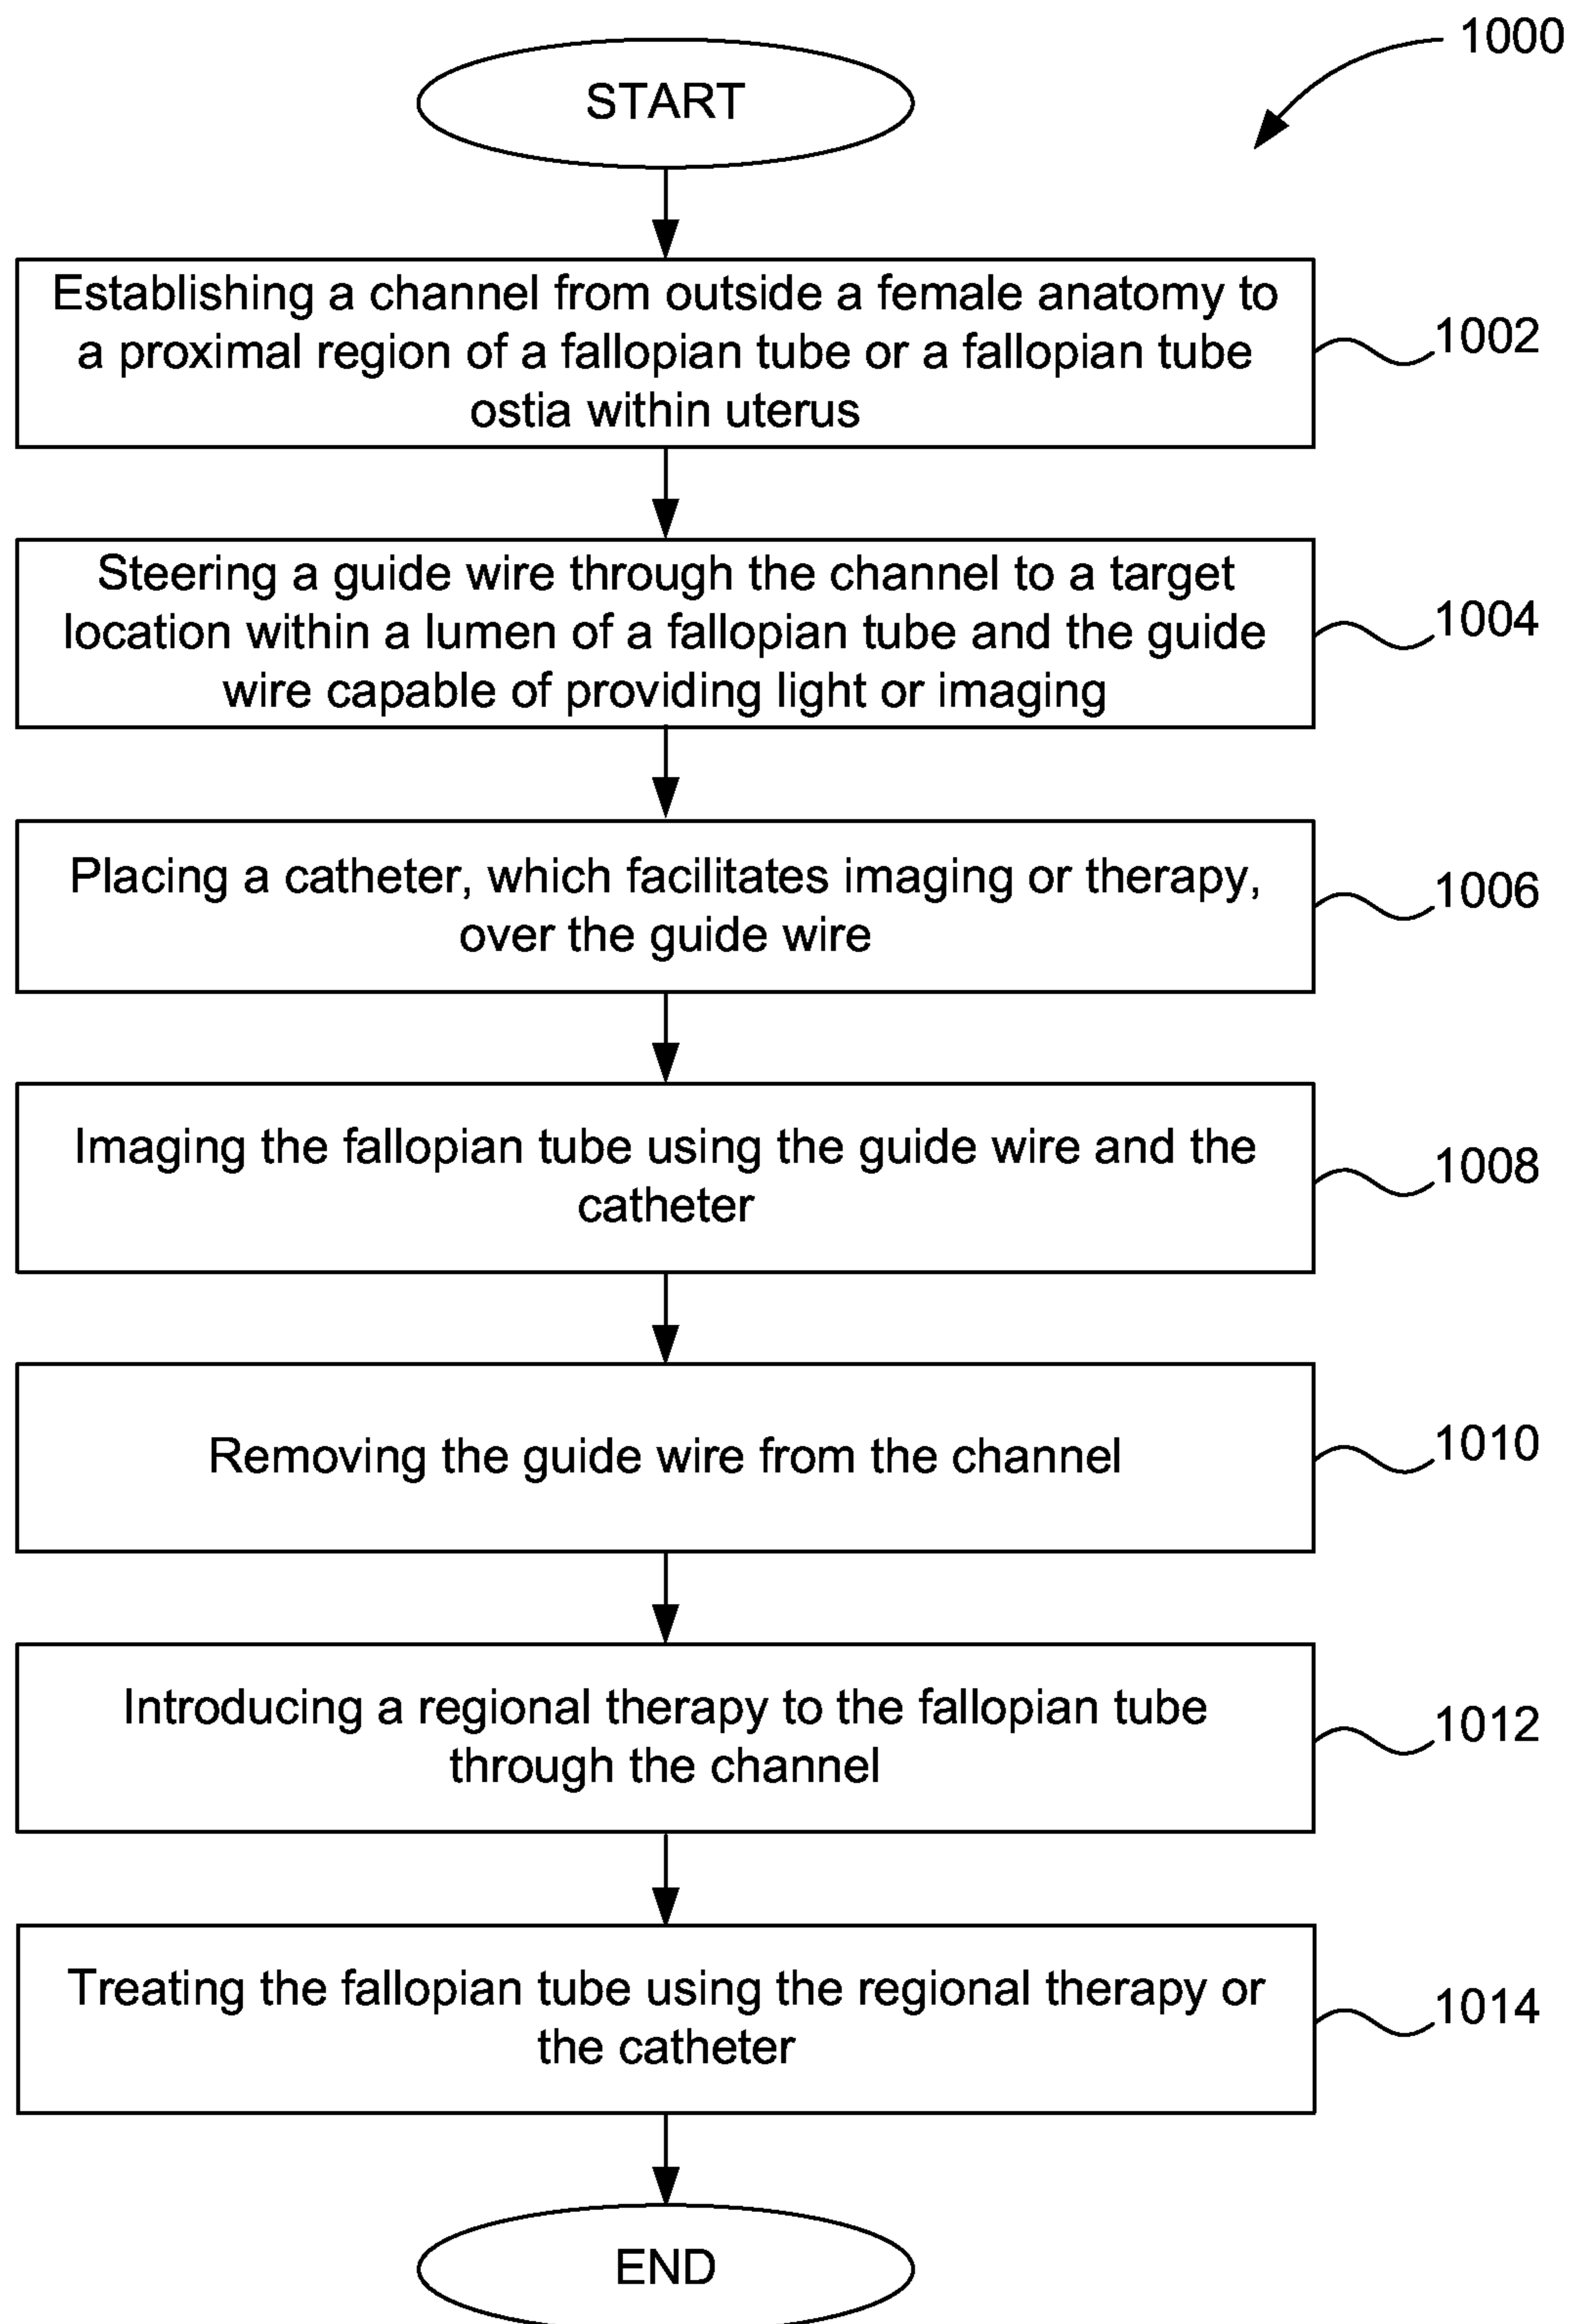 1000
START
Establishing a channel from outside a female anatomy to
a proximal region of a fallopian tube or a fallopian tube
ostia within uterus
1002
Steering a guide wire through the channel to a target
location within a lumen of a fallopian tube and the guide
wire capable of providing light or imaging
1004
Placing a catheter, which facilitates imaging or therapy,
over the guide wire
1006
Imaging the fallopian tube using the guide wire and the
catheter
1008
Removing the guide wire from the channel
1010
Introducing a regional therapy to the fallopian tube
through the channel
1012
Treating the fallopian tube using the regional therapy or
the catheter
1014
END